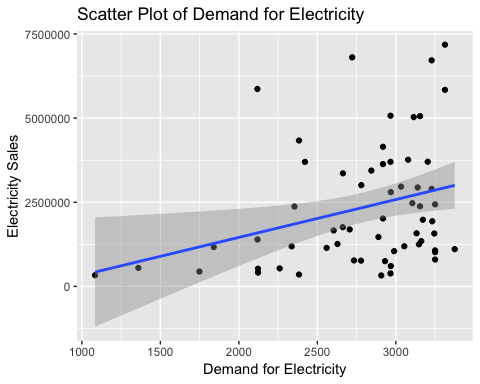 Scatter Plot of Demand for Electricity
7500000
5000000
2500000
0
Electricity Sales
1000 1500 2000 2500 3000
Demand for Electricity